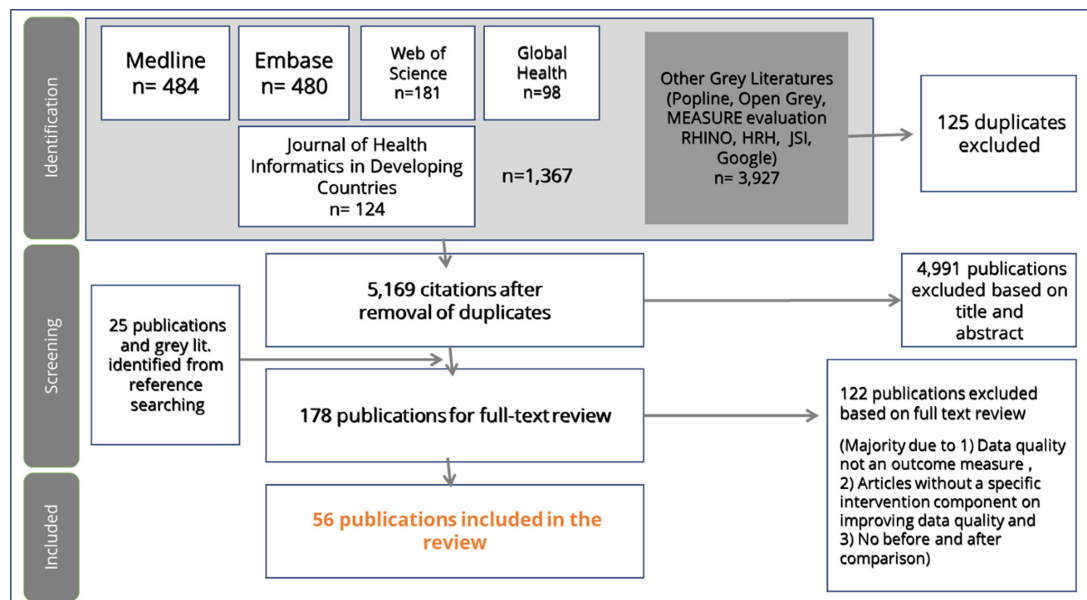 Identification
Medline
n= 484
Embase
n= 480
Web of
Science
n=181
Global
Health
n=98
Journal of Health
Informatics in Developing
Countries
n= 124
n=1,367
Other Grey Literatures
(Popline, Open Grey,
MEASURE evaluation
RHINO, HRH, JSI,
Google)
n= 3,927
125 duplicates
excluded
Screening
5,169 citations after
removal of duplicates
4,991 publications
excluded based on
title and
abstract
25 publications
and grey lit.
identified from
reference
searching
178 publications for full-text review
122 publications excluded
based on full text review
(Majority due to 1) Data quality
not an outcome measure ,
2) Articles without a specific
intervention component on
improving data quality and
3) No before and after
comparison)
Included
56 publications included in the
review